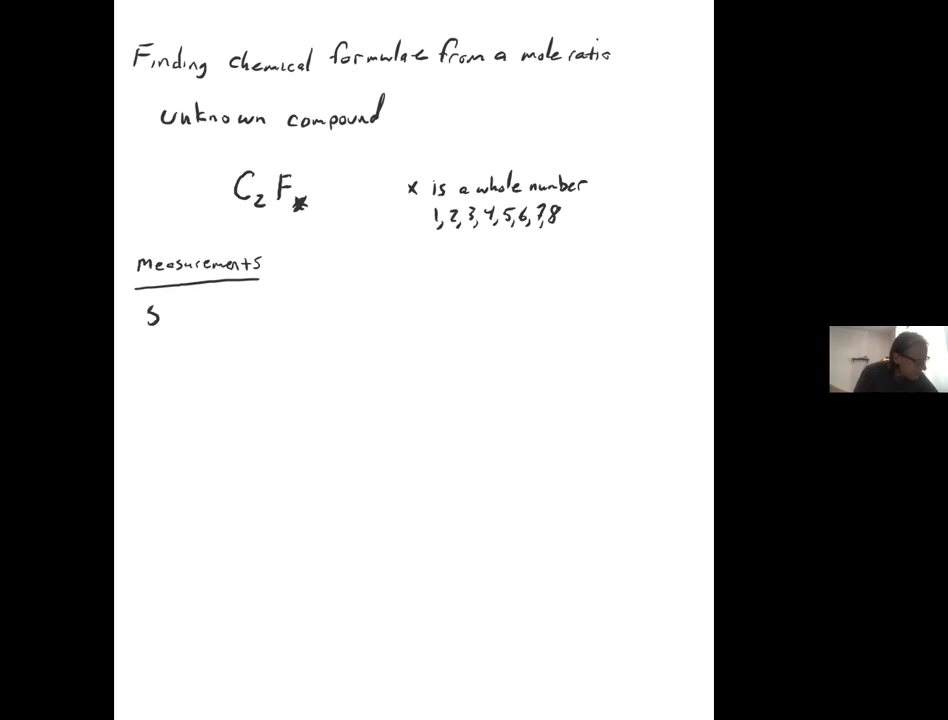 Finding chemical formulae from a mole ratio
unknown compound
C₂Fₓ
x is a whole number
1, 2, 3, 4, 5, 6, 7, 8
Measurements
S